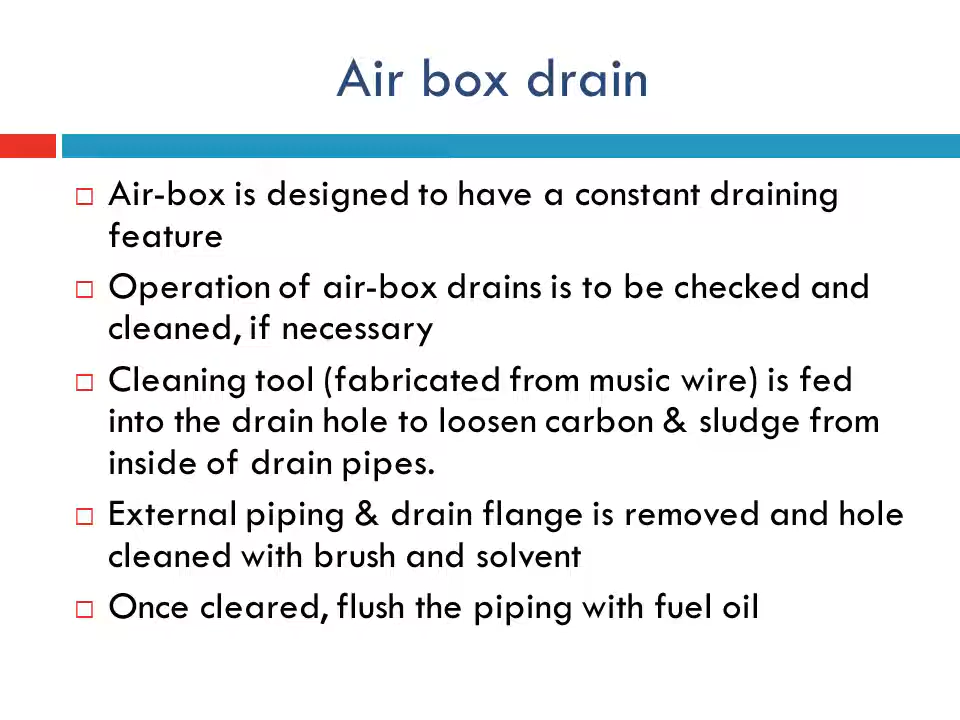 Air box drain
Air-box is designed to have a constant draining
feature
Operation of air-box drains is to be checked and
cleaned, if necessary
Cleaning tool (fabricated from music wire) is fed
into the drain hole to loosen carbon & sludge from
inside of drain pipes.
External piping & drain flange is removed and hole
cleaned with brush and solvent
Once cleared, flush the piping with fuel oil